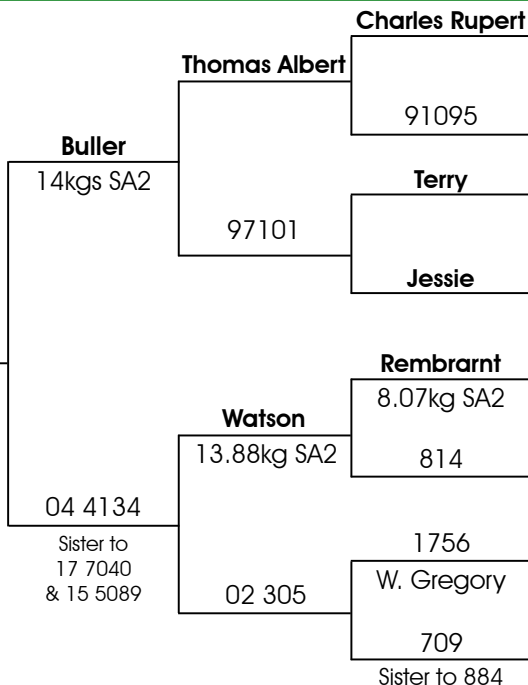 Charles Rupert
Thomas Albert
91095
Buller
14kgs SA2
Terry
97101
Jessie
Rembrarnt
8.07kg SA2
Watson
13.88kg SA2
814
04 4134
Sister to
17 7040
& 15 5089
1756
W. Gregory
02 305
709
Sister to 884